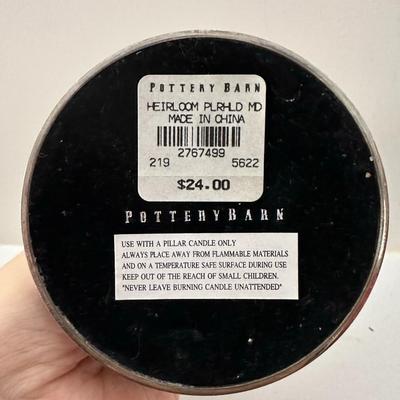 POTTERY BARN
HEIRLOOM PLRHLD MD
MADE IN CHINA
2767499
219 5622
$24.00
POTTERYBARN
USE WITH A PILLAR CANDLE ONLY
ALWAYS PLACE AWAY FROM FLAMMABLE MATERIALS
AND ON A TEMPERATURE SAFE SURFACE DURING USE
KEEP OUT OF THE REACH OF SMALL CHILDREN.
"NEVER LEAVE BURNING CANDLE UNATTENDED"